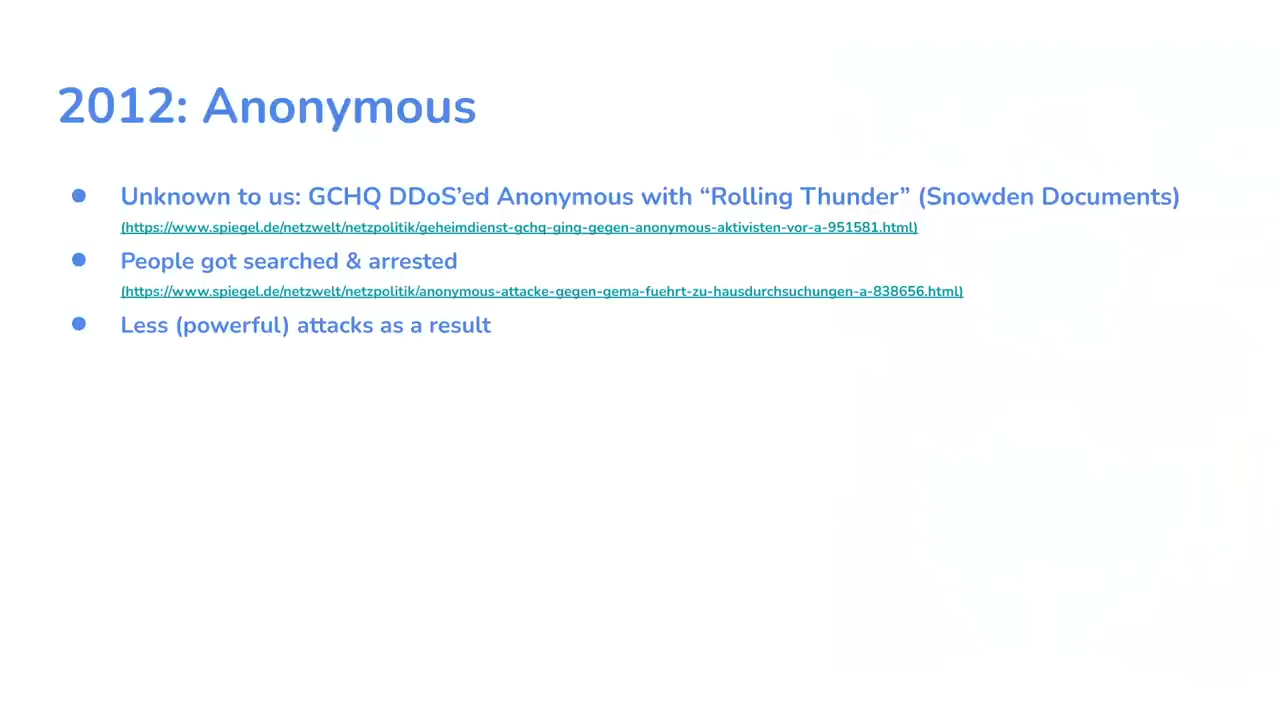 2012: Anonymous
● Unknown to us: GCHQ DDoS’ed Anonymous with “Rolling Thunder” (Snowden Documents)
(https://www.spiegel.de/netzwelt/netzpolitik/geheimdienst-gchq-ging-gegen-anonymous-aktivisten-vor-a-951581.html)
● People got searched & arrested
(https://www.spiegel.de/netzwelt/netzpolitik/anonymous-attacke-gegen-gema-fuehrt-zu-hausdurchsuchungen-a-838656.html)
● Less (powerful) attacks as a result